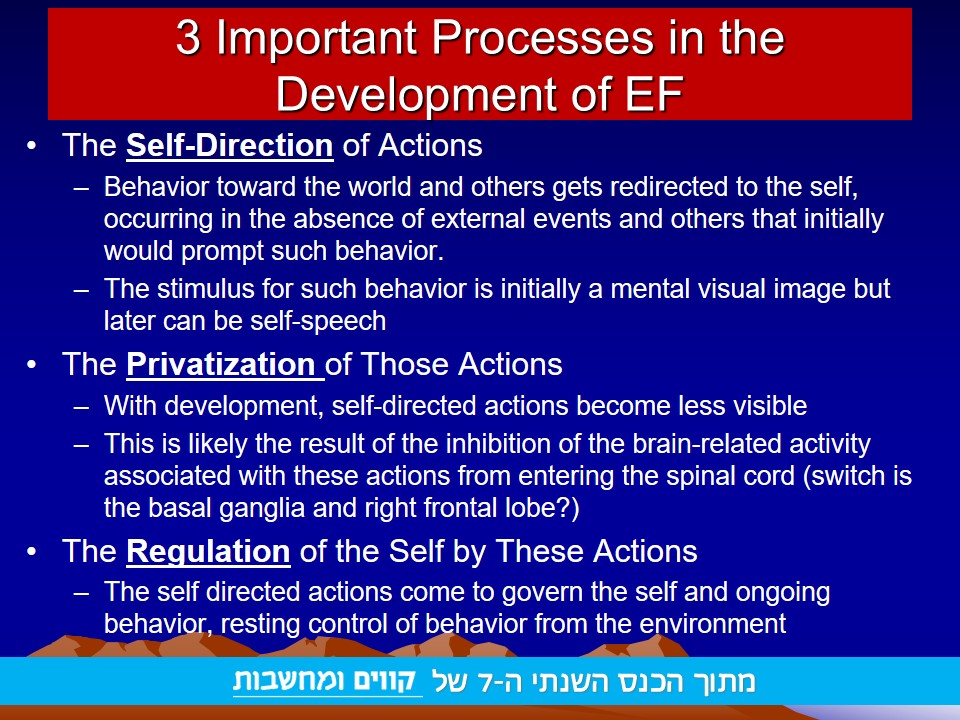 3 Important Processes in the
Development of EF
• The Self-Direction of Actions
– Behavior toward the world and others gets redirected to the self,
occurring in the absence of external events and others that initially
would prompt such behavior.
– The stimulus for such behavior is initially a mental visual image but
later can be self-speech
• The Privatization of Those Actions
– With development, self-directed actions become less visible
– This is likely the result of the inhibition of the brain-related activity
associated with these actions from entering the spinal cord (switch is
the basal ganglia and right frontal lobe?)
• The Regulation of the Self by These Actions
– The self directed actions come to govern the self and ongoing
behavior, resting control of behavior from the environment
מתוך הכנס השנתי ה-7 של קווים ומחשבות